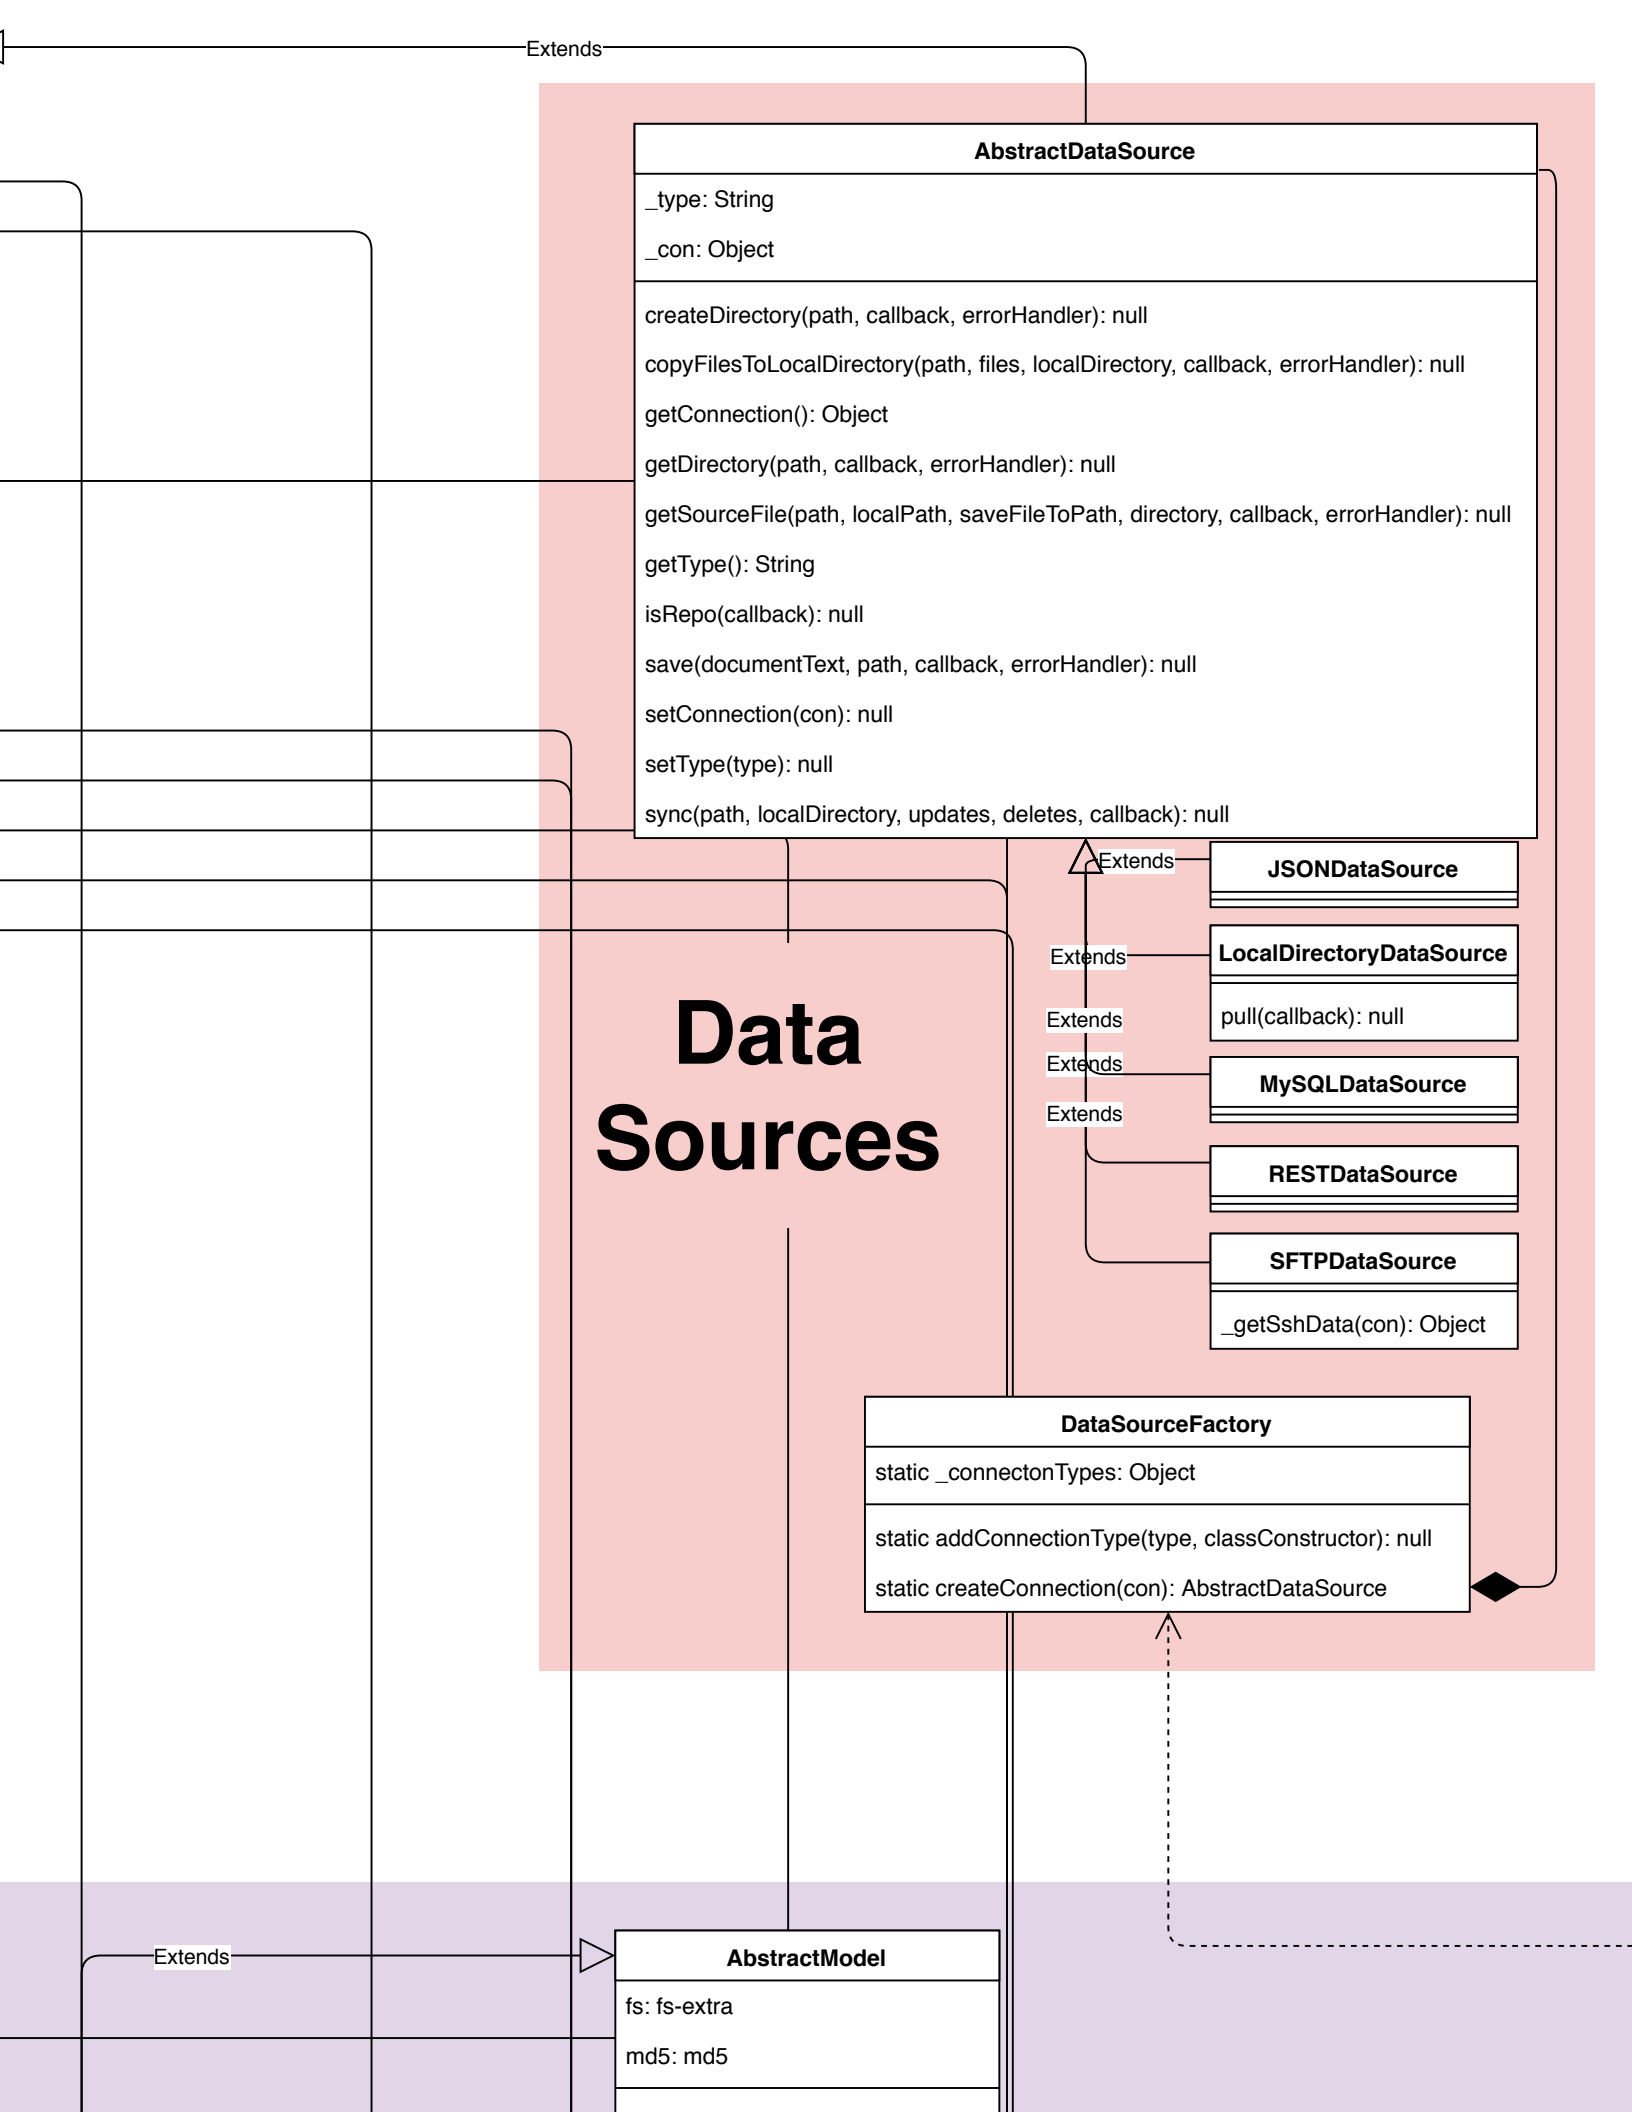 Extends
AbstractDataSource
_type: String
_con: Object
createDirectory(path, callback, errorHandler): null
copyFilesToLocalDirectory(path, files, localDirectory, callback, errorHandler): null
getConnection(): Object
getDirectory(path, callback, errorHandler): null
getSourceFile(path, localPath, saveFileToPath, directory, callback, errorHandler): null
getType(): String
isRepo(callback): null
save(documentText, path, callback, errorHandler): null
setConnection(con): null
setType(type): null
sync(path, localDirectory, updates, deletes, callback): null
Extends
JSONDataSource
Extends
LocalDirectoryDataSource
pull(callback): null
Extends
Extends
MySQLDataSource
Extends
RESTDataSource
SFTPDataSource
_getSshData(con): Object
Data
Sources
DataSourceFactory
static _connectonTypes: Object
static addConnectionType(type, classConstructor): null
static createConnection(con): AbstractDataSource
Extends
AbstractModel
fs: fs-extra
md5: md5